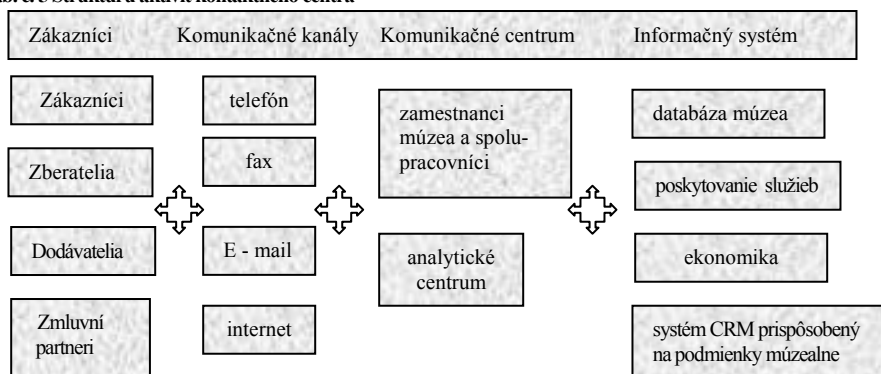 Zákazníci Komunikačné kanály Komunikačné centrum Informačný systém
Zákazníci
Zberatelia
Dodávatelia
Zmluvní
partneri
telefón
fax
E - mail
internet
zamestnanci
múzea a spolu-
pracovníci
analytické
centrum
databáza múzea
poskytovanie služieb
ekonomika
systém CRM prispôsobený
na podmienky múzealne